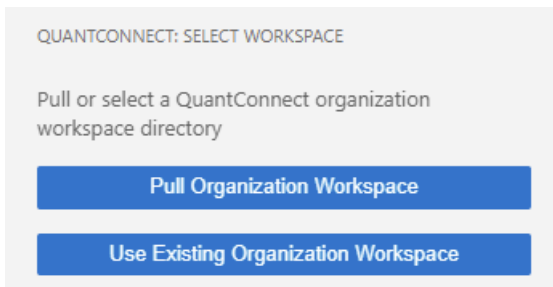 QUANTCONNECT: SELECT WORKSPACE
Pull or select a QuantConnect organization
workspace directory
Pull Organization Workspace
Use Existing Organization Workspace